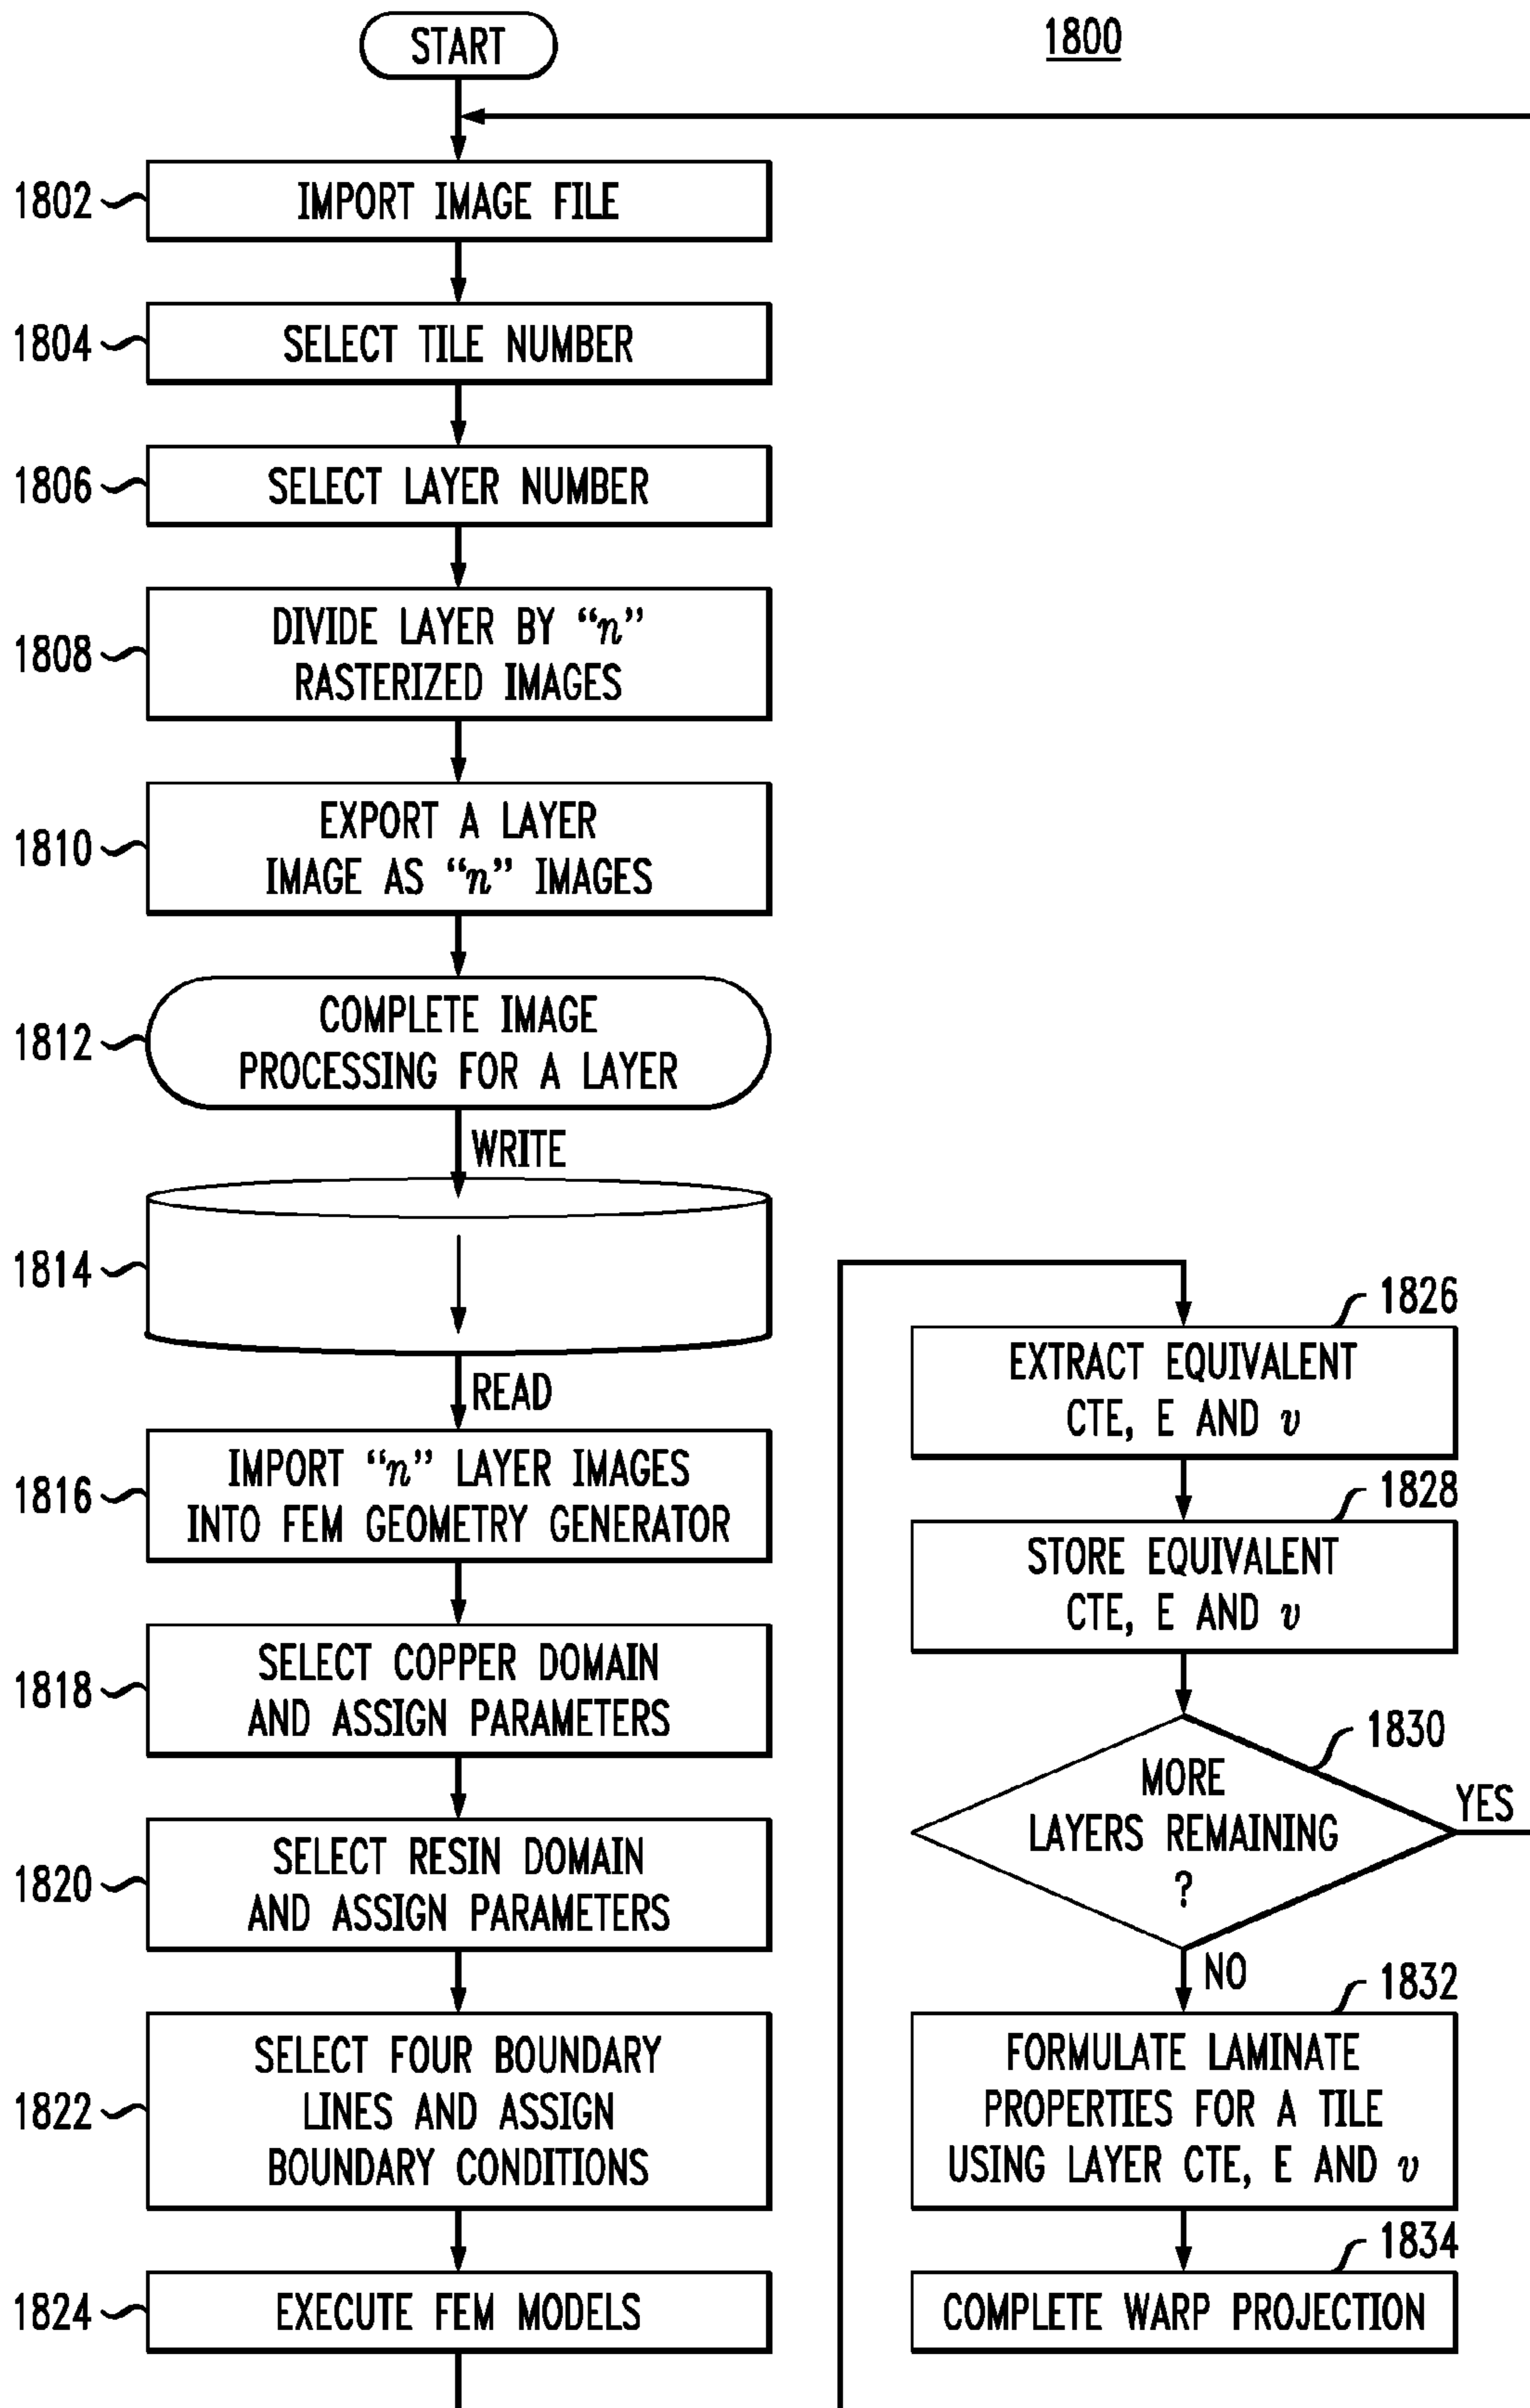 START
1800
1802
IMPORT IMAGE FILE
1804
SELECT TILE NUMBER
1806
SELECT LAYER NUMBER
1808
DIVIDE LAYER BY “n”
RASTERIZED IMAGES
1810
EXPORT A LAYER
IMAGE AS “n” IMAGES
1812
COMPLETE IMAGE
PROCESSING FOR A LAYER
WRITE
1814
READ
1816
IMPORT “n” LAYER IMAGES
INTO FEM GEOMETRY GENERATOR
1818
SELECT COPPER DOMAIN
AND ASSIGN PARAMETERS
1820
SELECT RESIN DOMAIN
AND ASSIGN PARAMETERS
1822
SELECT FOUR BOUNDARY
LINES AND ASSIGN
BOUNDARY CONDITIONS
1824
EXECUTE FEM MODELS
1826
EXTRACT EQUIVALENT
CTE, E AND v
1828
STORE EQUIVALENT
CTE, E AND v
1830
MORE
LAYERS REMAINING
?
YES
NO
1832
FORMULATE LAMINATE
PROPERTIES FOR A TILE
USING LAYER CTE, E AND v
1834
COMPLETE WARP PROJECTION